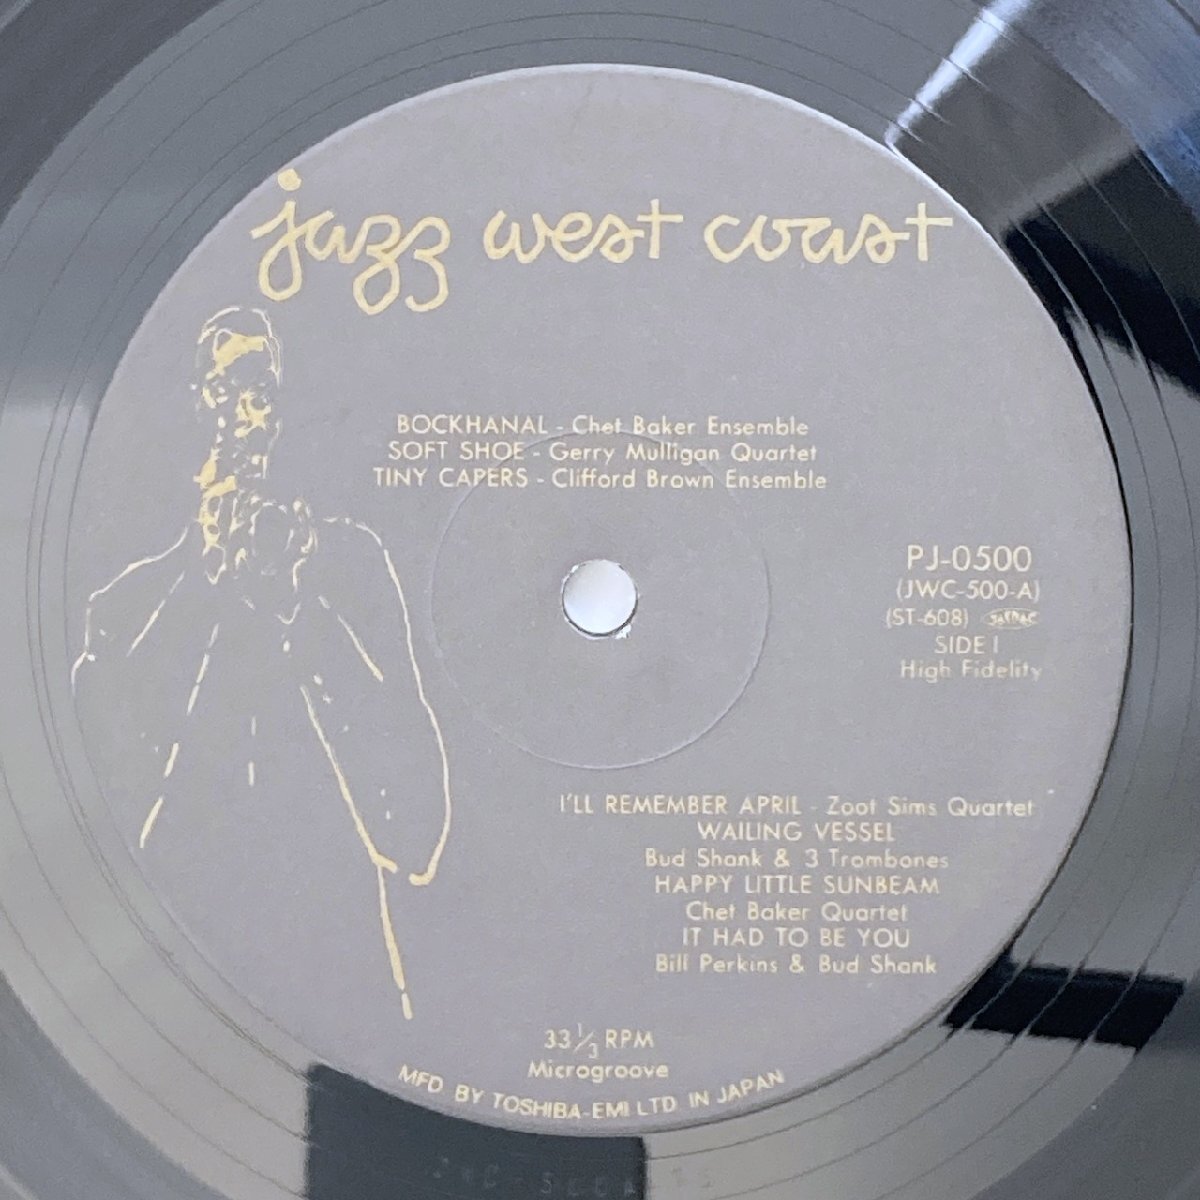 jazz west coast
BOCKHANAL - Chet Baker Ensemble
SOFT SHOE - Gerry Mulligan Quartet
TINY CAPERS - Clifford Brown Ensemble
PJ-0500
(JWC-500-A)
(ST-608) JASRAC
SIDE I
High Fidelity
I'LL REMEMBER APRIL - Zoot Sims Quartet
WAILING VESSEL
Bud Shank & 3 Trombones
HAPPY LITTLE SUNBEAM
Chet Baker Quartet
IT HAD TO BE YOU
Bill Perkins & Bud Shank
33 1/3 RPM
Microgroove
MFD BY TOSHIBA-EMI LTD IN JAPAN